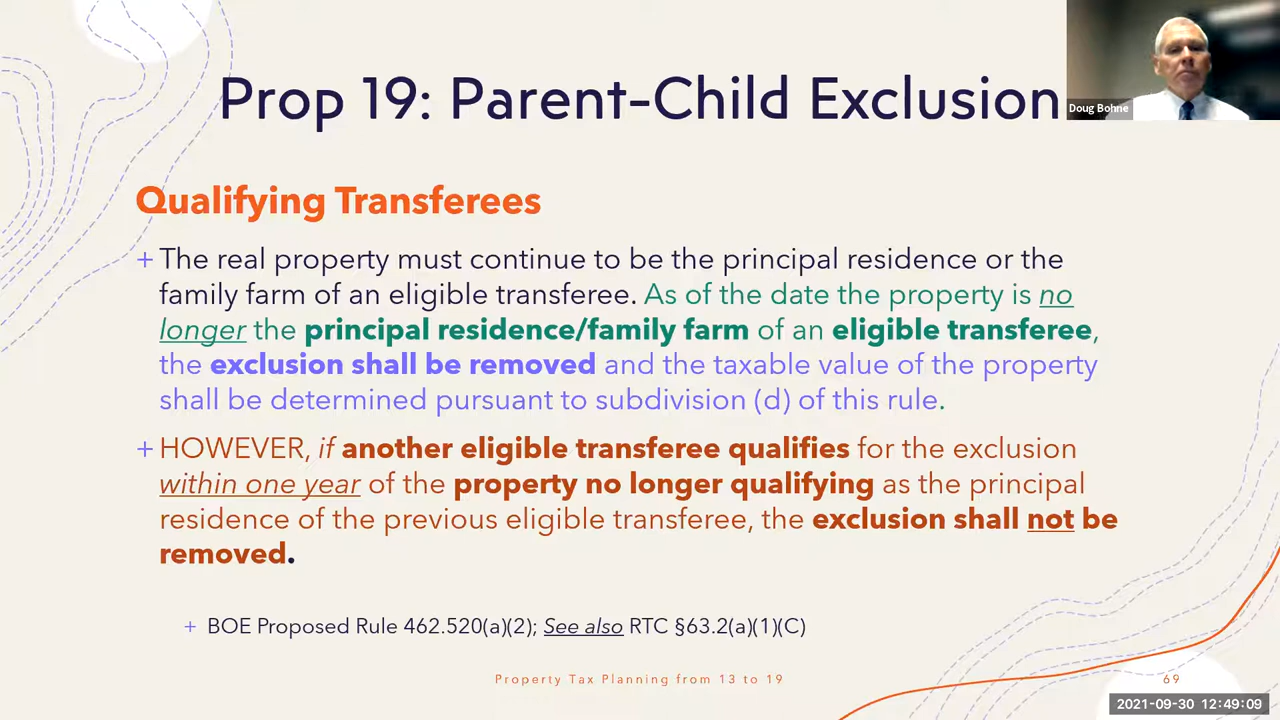 Prop 19: Parent-Child Exclusion
Doug Bohne
Qualifying Transferees
+ The real property must continue to be the principal residence or the
family farm of an eligible transferee. As of the date the property is no
longer the principal residence/family farm of an eligible transferee,
the exclusion shall be removed and the taxable value of the property
shall be determined pursuant to subdivision (d) of this rule.
+ HOWEVER, if another eligible transferee qualifies for the exclusion
within one year of the property no longer qualifying as the principal
residence of the previous eligible transferee, the exclusion shall not be
removed.
+ BOE Proposed Rule 462.520(a)(2); See also RTC §63.2(a)(1)(C)
Property Tax Planning from 13 to 19
69
2021-09-30 12:49:09